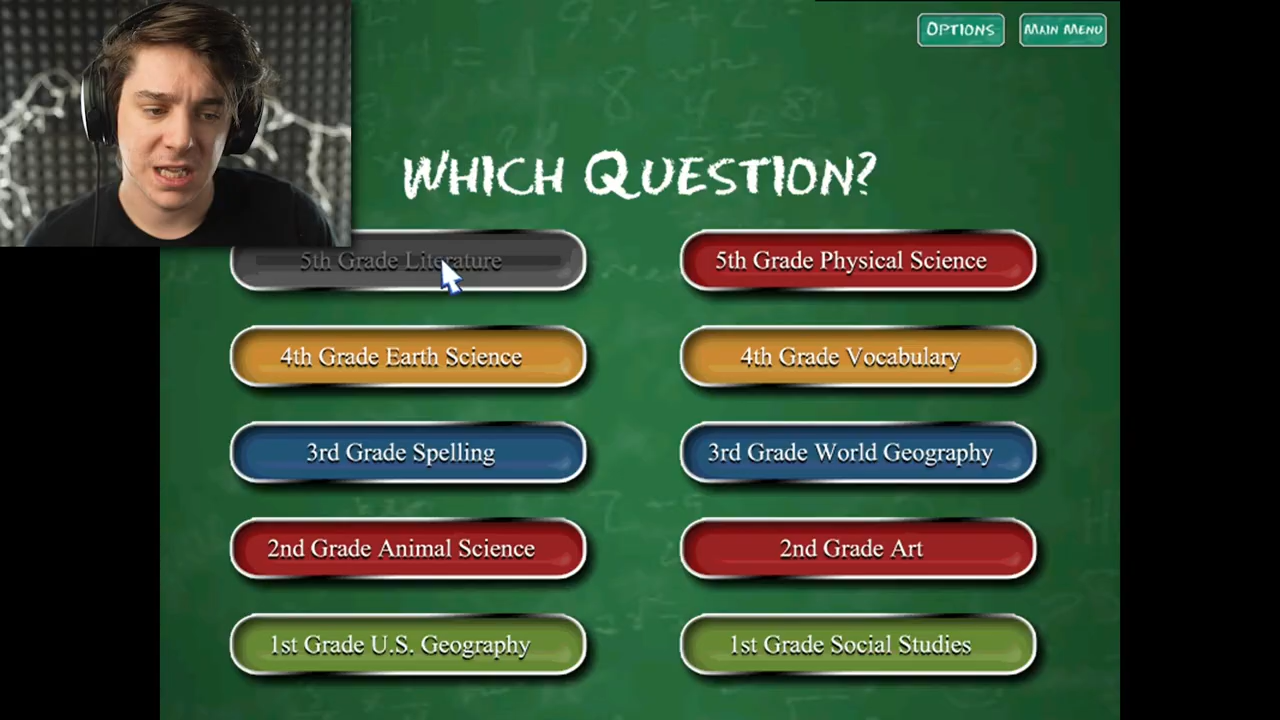 OPTIONS
MAIN MENU
WHICH QUESTION?
5th Grade Literature
5th Grade Physical Science
4th Grade Earth Science
4th Grade Vocabulary
3rd Grade Spelling
3rd Grade World Geography
2nd Grade Animal Science
2nd Grade Art
1st Grade U.S. Geography
1st Grade Social Studies